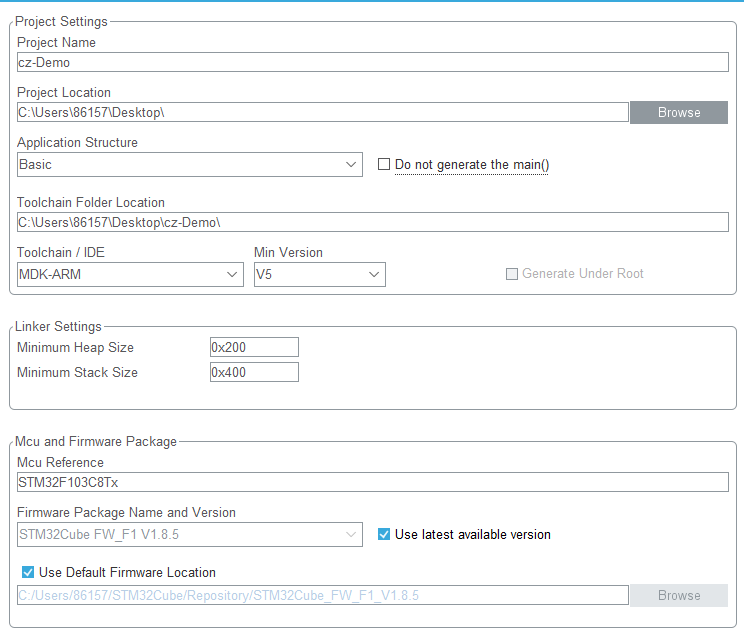 Project Settings
Project Name
cz-Demo
Project Location
C:\Users\86157\Desktop\
Browse
Application Structure
Basic
Do not generate the main()
Toolchain Folder Location
C:\Users\86157\Desktop\cz-Demo\
Toolchain / IDE
Min Version
MDK-ARM
V5
Generate Under Root
Linker Settings
Minimum Heap Size
0x200
Minimum Stack Size
0x400
Mcu and Firmware Package
Mcu Reference
STM32F103C8Tx
Firmware Package Name and Version
STM32Cube FW_F1 V1.8.5
Use latest available version
Use Default Firmware Location
C:/Users/86157/STM32Cube/Repository/STM32Cube_FW_F1_V1.8.5
Browse